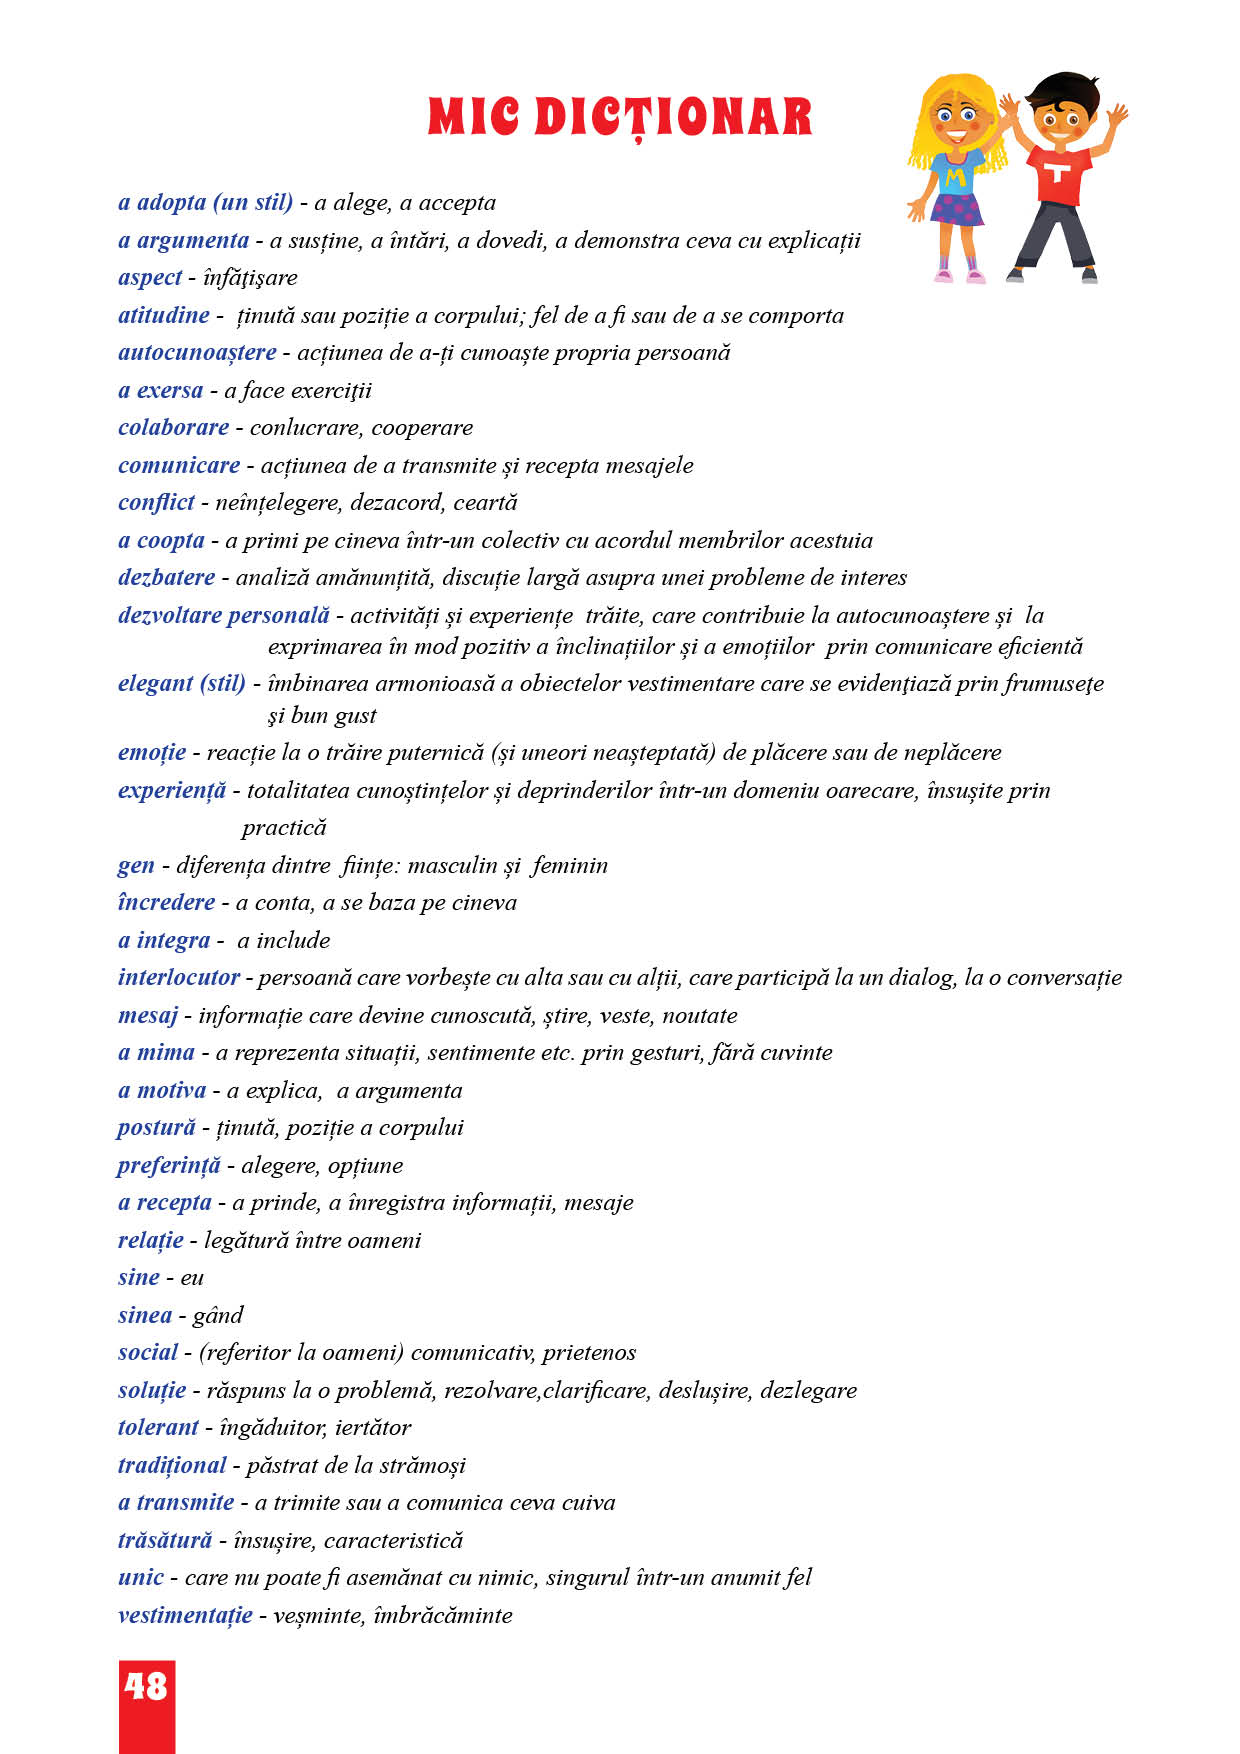 MIC DICȚIONAR
M
T
a adopta (un stil) - a alege, a accepta
a argumenta - a susține, a întări, a dovedi, a demonstra ceva cu explicații
aspect - înfăţişare
atitudine -  ținută sau poziție a corpului; fel de a fi sau de a se comporta
autocunoaștere - acțiunea de a-ți cunoaște propria persoană
a exersa - a face exerciţii
colaborare - conlucrare, cooperare
comunicare - acțiunea de a transmite și recepta mesajele
conflict - neînțelegere, dezacord, ceartă
a coopta - a primi pe cineva într-un colectiv cu acordul membrilor acestuia
dezbatere - analiză amănunțită, discuție largă asupra unei probleme de interes
dezvoltare personală - activități și experiențe  trăite, care contribuie la autocunoaștere și  la
exprimarea în mod pozitiv a înclinațiilor și a emoțiilor  prin comunicare eficientă
elegant (stil) - îmbinarea armonioasă a obiectelor vestimentare care se evidenţiază prin frumuseţe
şi bun gust
emoție - reacție la o trăire puternică (și uneori neașteptată) de plăcere sau de neplăcere
experiență - totalitatea cunoștințelor și deprinderilor într-un domeniu oarecare, însușite prin
practică
gen - diferența dintre  ființe: masculin și  feminin
încredere - a conta, a se baza pe cineva
a integra -  a include
interlocutor - persoană care vorbește cu alta sau cu alții, care participă la un dialog, la o conversație
mesaj - informație care devine cunoscută, știre, veste, noutate
a mima - a reprezenta situații, sentimente etc. prin gesturi, fără cuvinte
a motiva - a explica,  a argumenta
postură - ținută, poziție a corpului
preferință - alegere, opțiune
a recepta - a prinde, a înregistra informații, mesaje
relație - legătură între oameni
sine - eu
sinea - gând
social - (referitor la oameni) comunicativ, prietenos
soluție - răspuns la o problemă, rezolvare,clarificare, deslușire, dezlegare
tolerant - îngăduitor, iertător
tradițional - păstrat de la strămoși
a transmite - a trimite sau a comunica ceva cuiva
trăsătură - însușire, caracteristică
unic - care nu poate fi asemănat cu nimic, singurul într-un anumit fel
vestimentație - veșminte, îmbrăcăminte
48